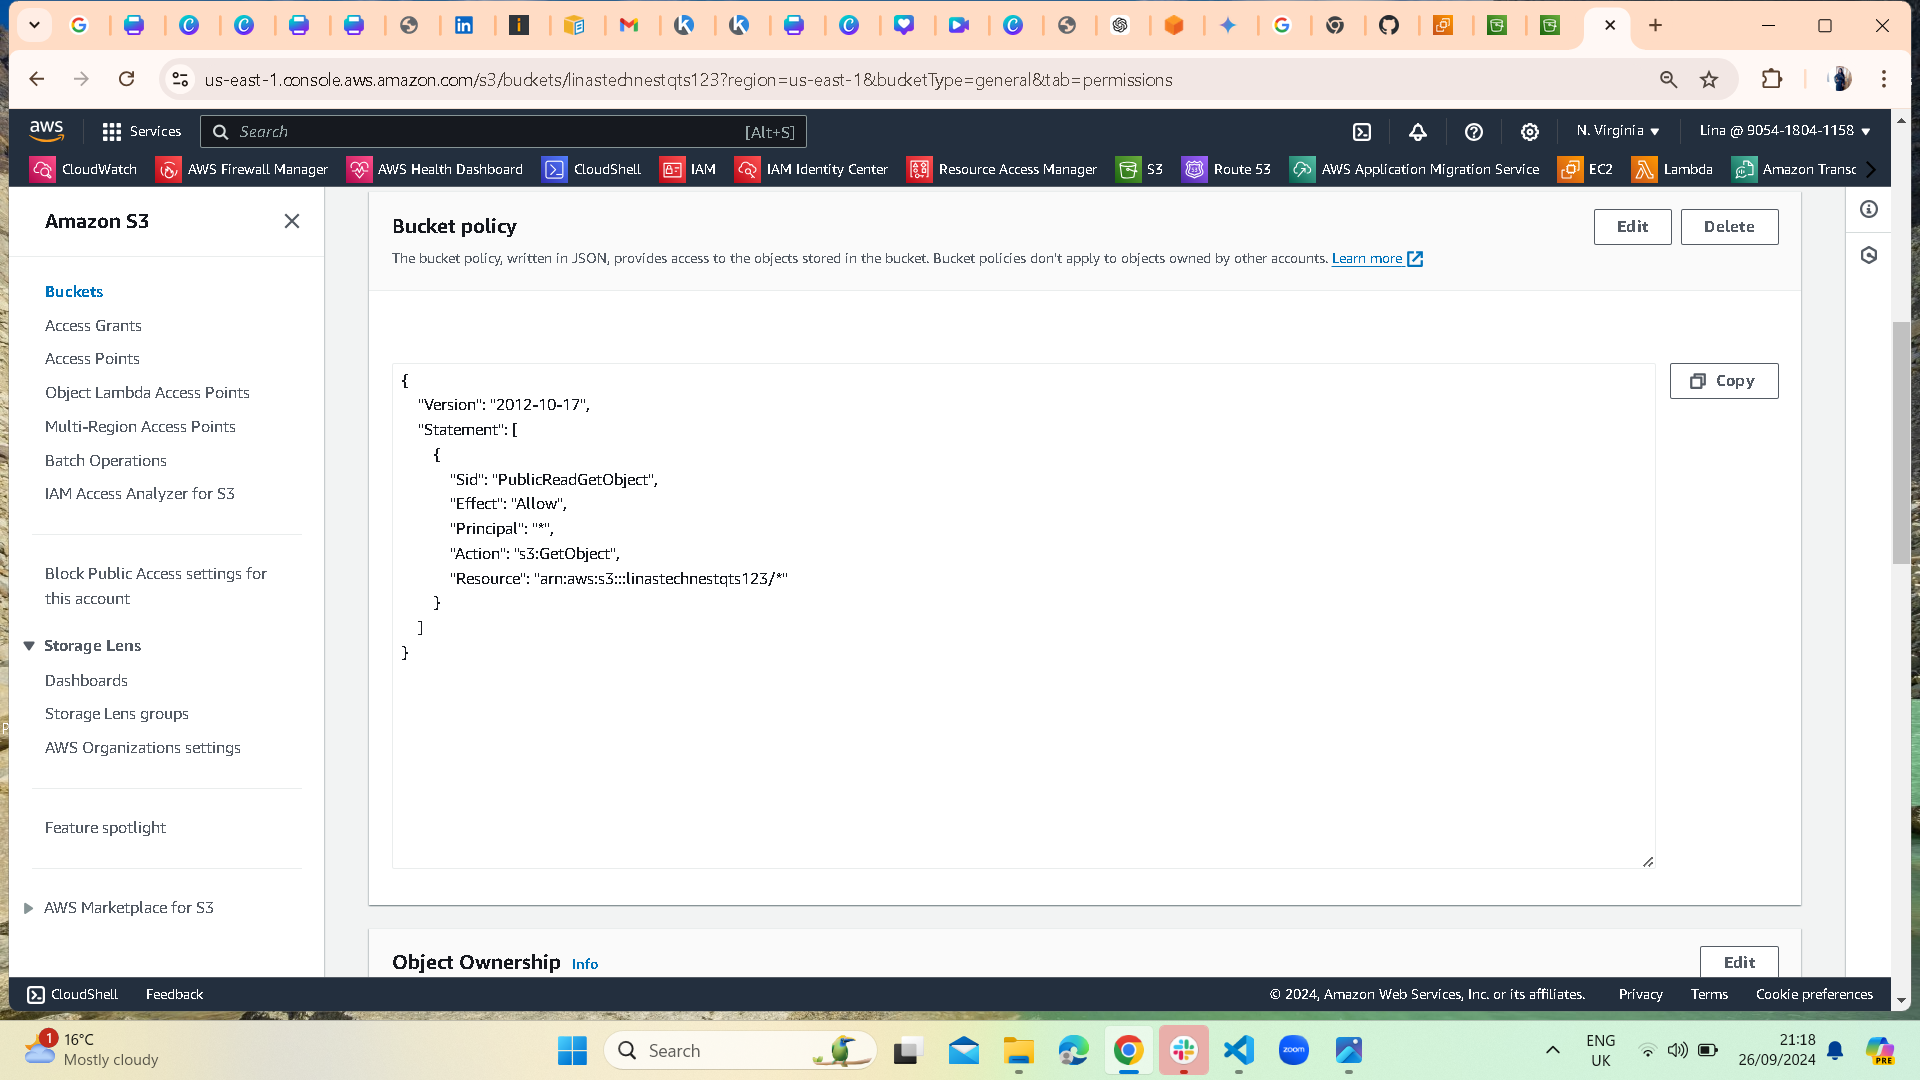 us-east-1.console.aws.amazon.com/s3/buckets/linastechnestqts123?region=us-east-1&bucketType=general&tab=permissions
aws
Services
Search
[Alt+S]
N. Virginia
Lina @ 9054-1804-1158
CloudWatch
AWS Firewall Manager
AWS Health Dashboard
CloudShell
IAM
IAM Identity Center
Resource Access Manager
S3
Route 53
AWS Application Migration Service
EC2
Lambda
Amazon Transc
Amazon S3
Buckets
Access Grants
Access Points
Object Lambda Access Points
Multi-Region Access Points
Batch Operations
IAM Access Analyzer for S3
Block Public Access settings for
this account
Storage Lens
Dashboards
Storage Lens groups
AWS Organizations settings
Feature spotlight
AWS Marketplace for S3
Bucket policy
Edit
Delete
The bucket policy, written in JSON, provides access to the objects stored in the bucket. Bucket policies don't apply to objects owned by other accounts. Learn more
Copy
{
"Version": "2012-10-17",
"Statement": [
{
"Sid": "PublicReadGetObject",
"Effect": "Allow",
"Principal": "*",
"Action": "s3:GetObject",
"Resource": "arn:aws:s3:::linastechnestqts123/*"
}
]
}
Object Ownership
Info
Edit
CloudShell
Feedback
© 2024, Amazon Web Services, Inc. or its affiliates.
Privacy
Terms
Cookie preferences
1
16°C
Mostly cloudy
Search
zoom
ENG
UK
21:18
26/09/2024
PRE